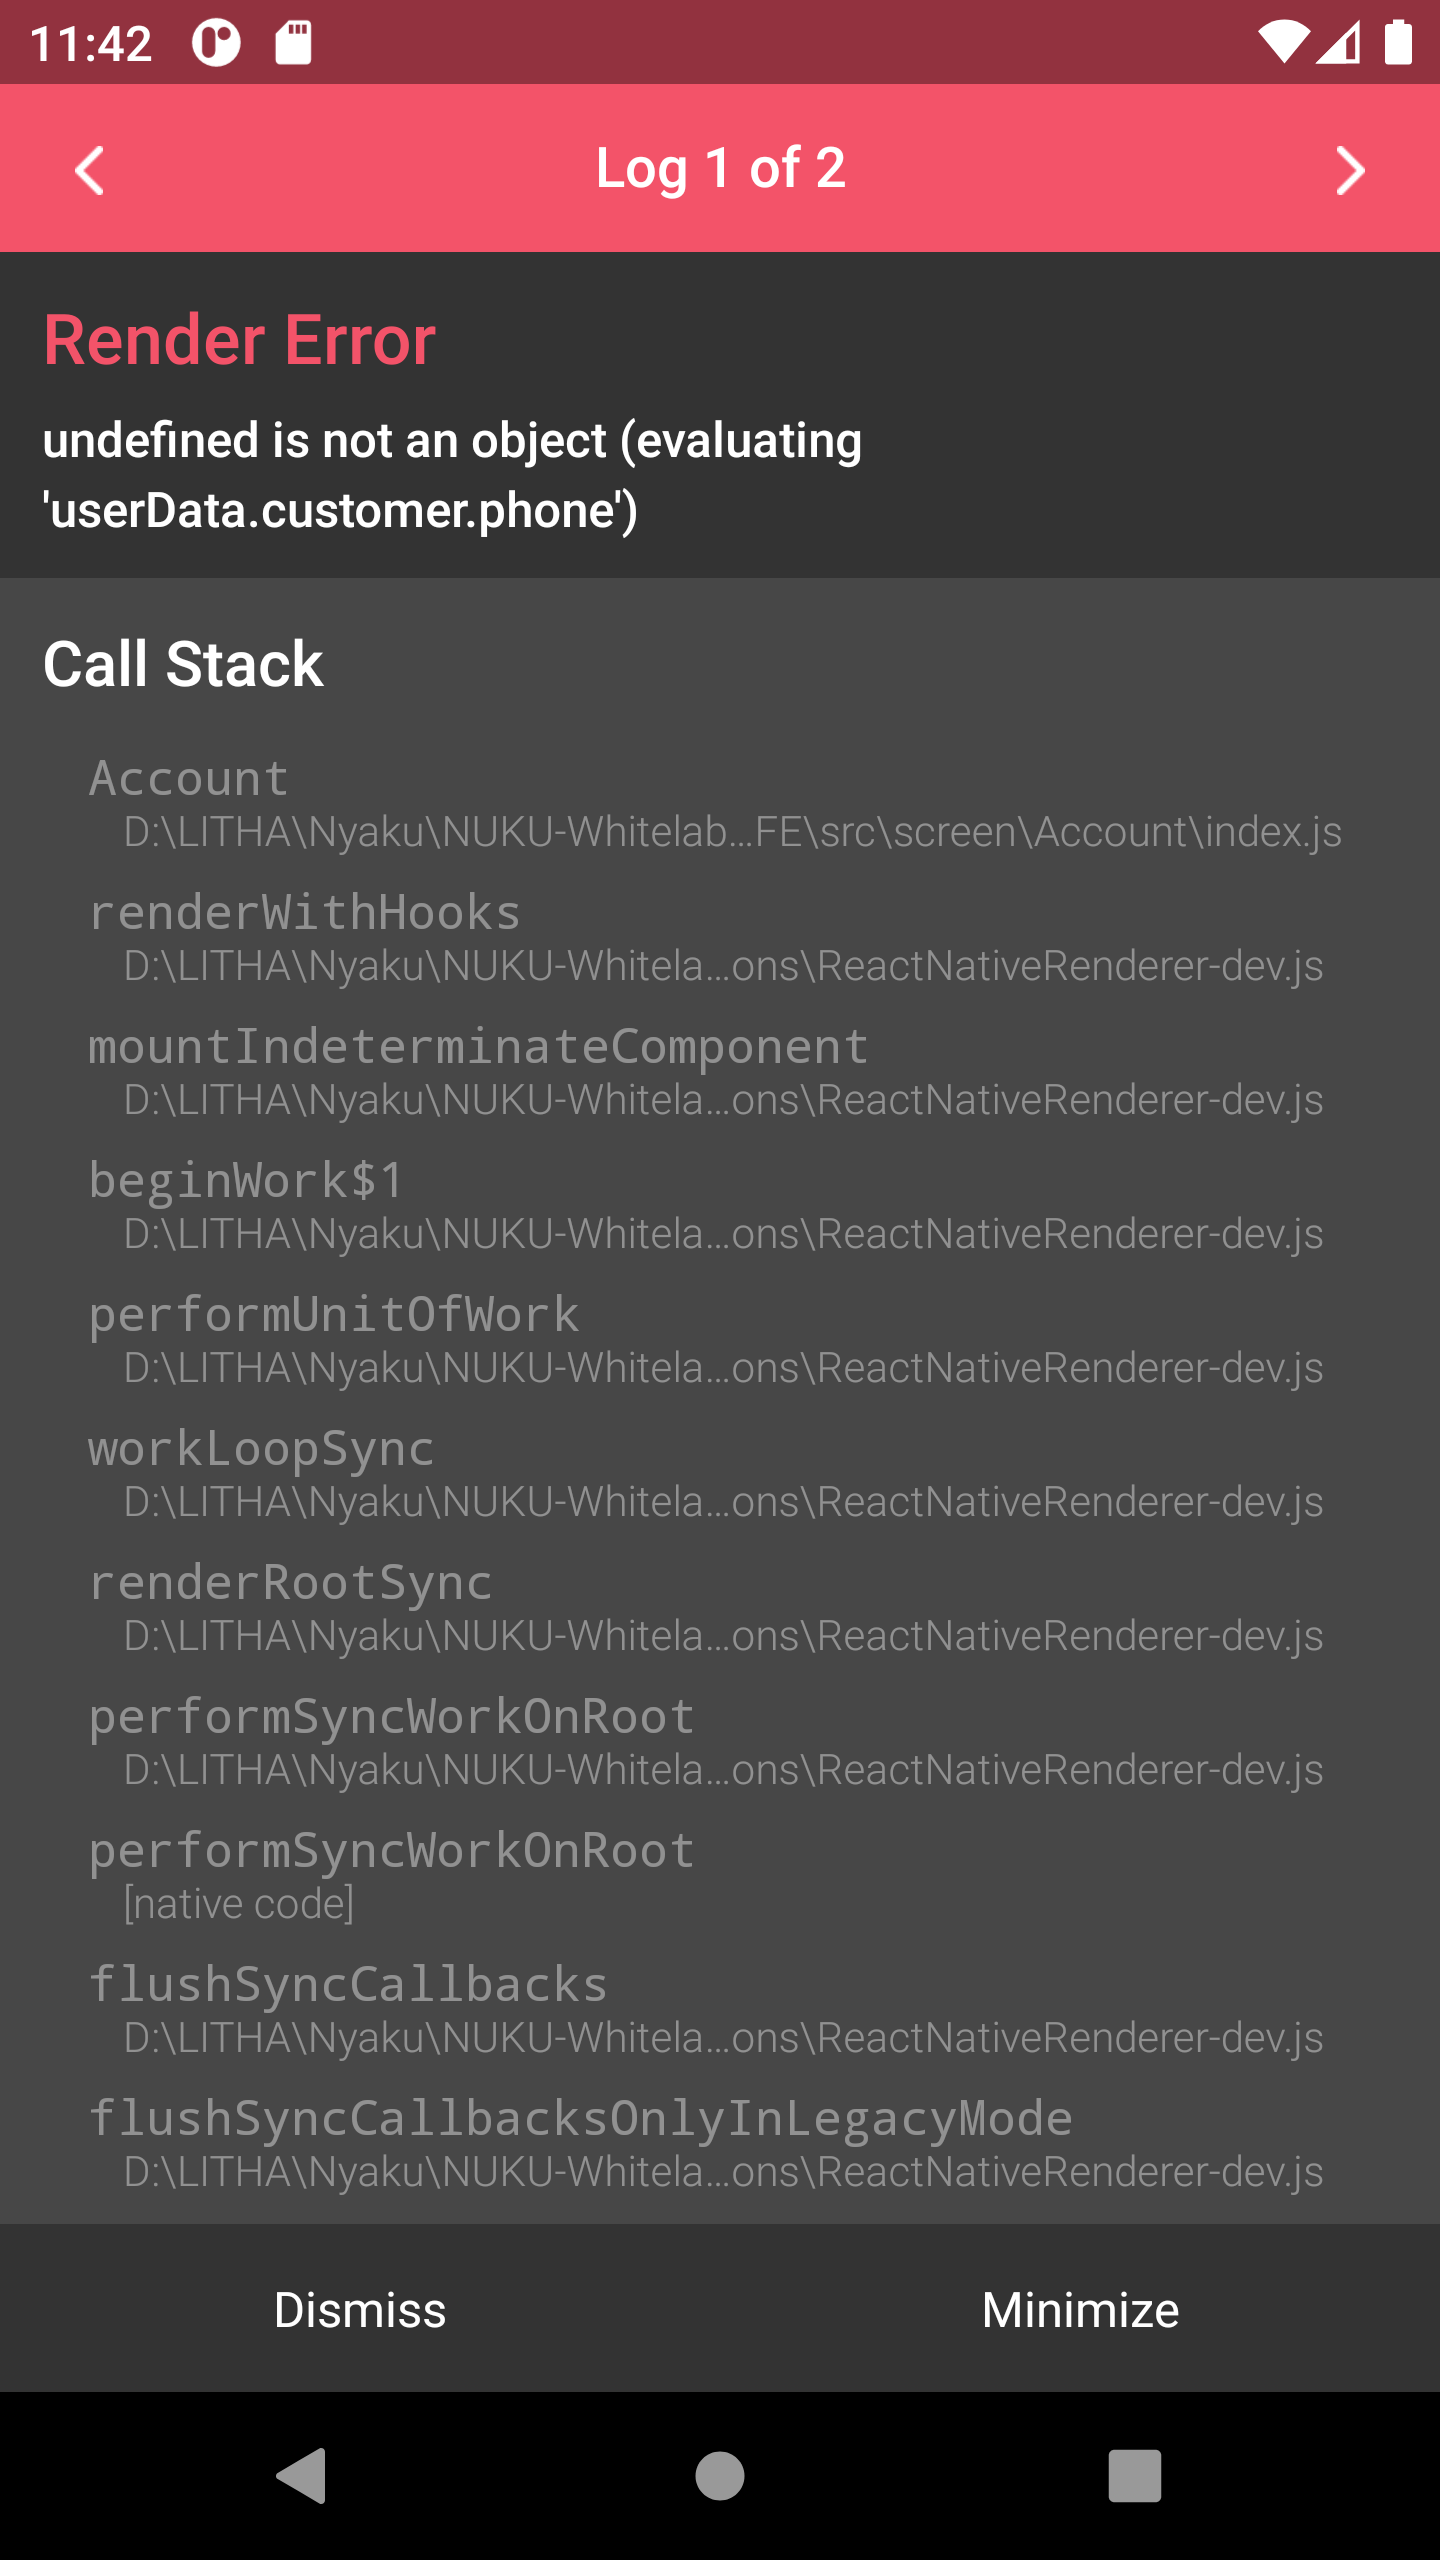 11:42
Log 1 of 2
Render Error
undefined is not an object (evaluating
'userData.customer.phone')
Call Stack
Account
D:\LITHA\Nyaku\NUKU-Whitelab...FE\src\screen\Account\index.js
renderWithHooks
D:\LITHA\Nyaku\NUKU-Whitela...ons\ReactNativeRenderer-dev.js
mountIndeterminateComponent
D:\LITHA\Nyaku\NUKU-Whitela...ons\ReactNativeRenderer-dev.js
beginWork$1
D:\LITHA\Nyaku\NUKU-Whitela...ons\ReactNativeRenderer-dev.js
performUnitOfWork
D:\LITHA\Nyaku\NUKU-Whitela...ons\ReactNativeRenderer-dev.js
workLoopSync
D:\LITHA\Nyaku\NUKU-Whitela...ons\ReactNativeRenderer-dev.js
renderRootSync
D:\LITHA\Nyaku\NUKU-Whitela...ons\ReactNativeRenderer-dev.js
performSyncWorkOnRoot
D:\LITHA\Nyaku\NUKU-Whitela...ons\ReactNativeRenderer-dev.js
performSyncWorkOnRoot
[native code]
flushSyncCallbacks
D:\LITHA\Nyaku\NUKU-Whitela...ons\ReactNativeRenderer-dev.js
flushSyncCallbacksOnlyInLegacyMode
D:\LITHA\Nyaku\NUKU-Whitela...ons\ReactNativeRenderer-dev.js
Dismiss Minimize